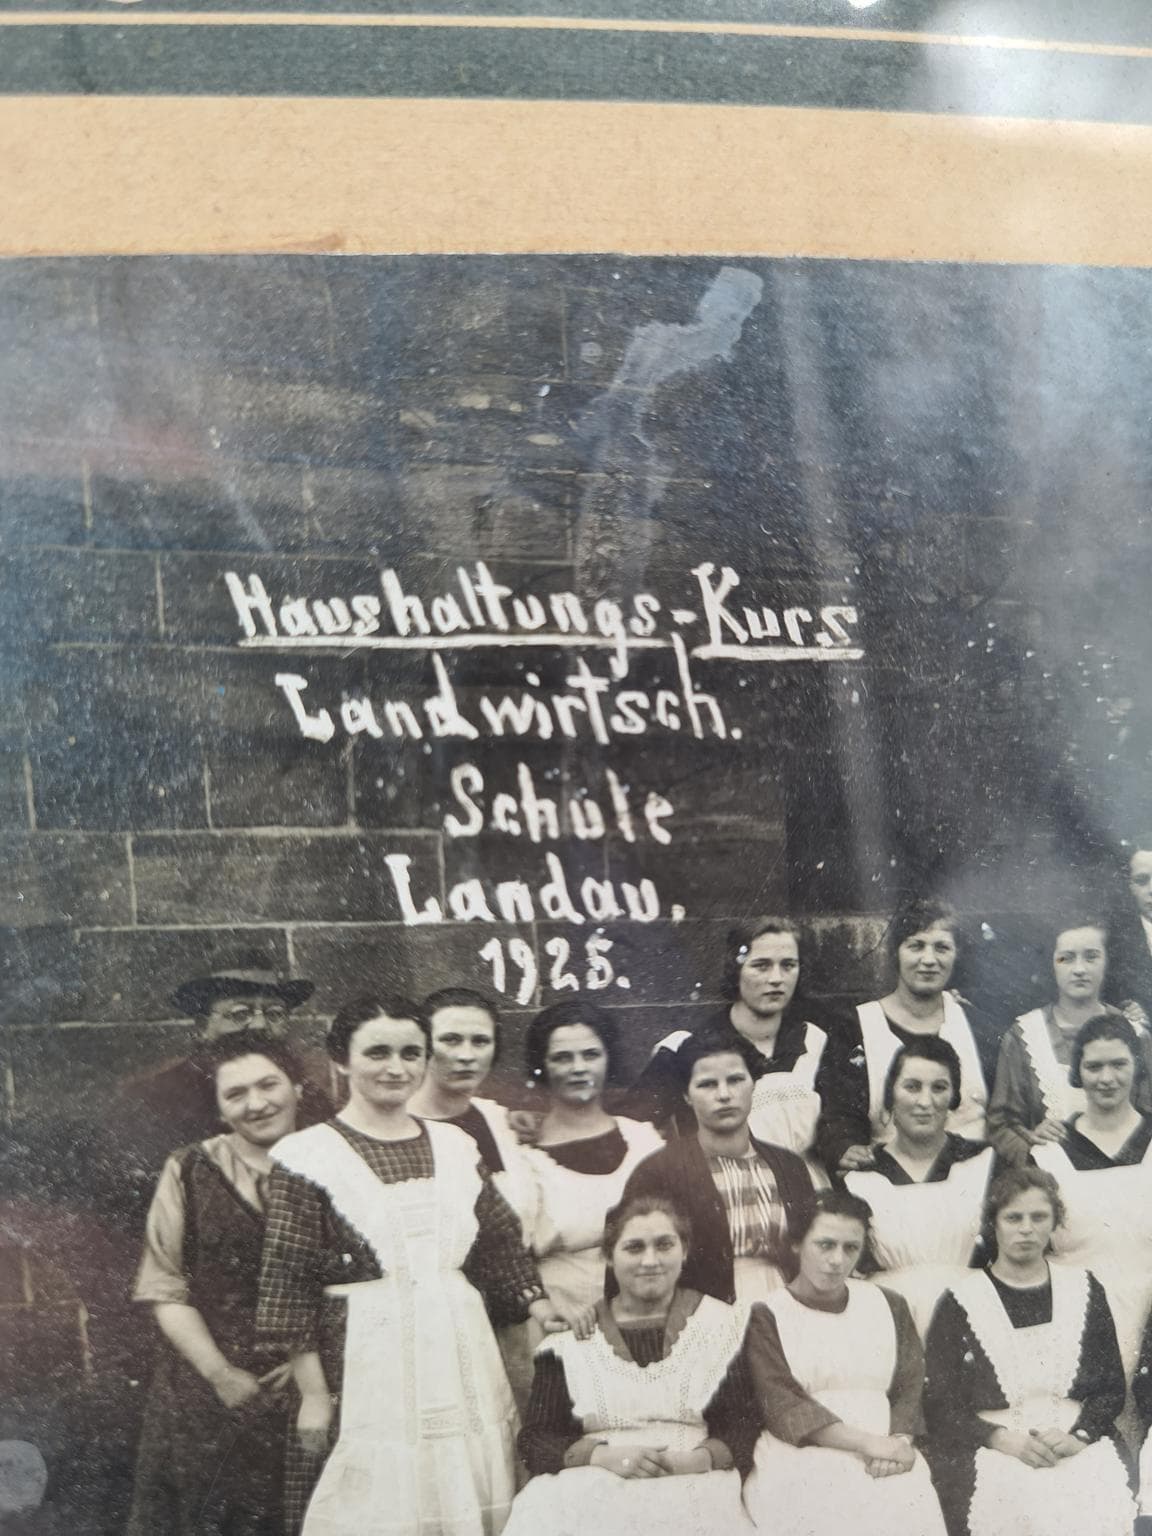 Haushaltungs-Kurs
Landwirtsch.
Schule
Landau.
1925.